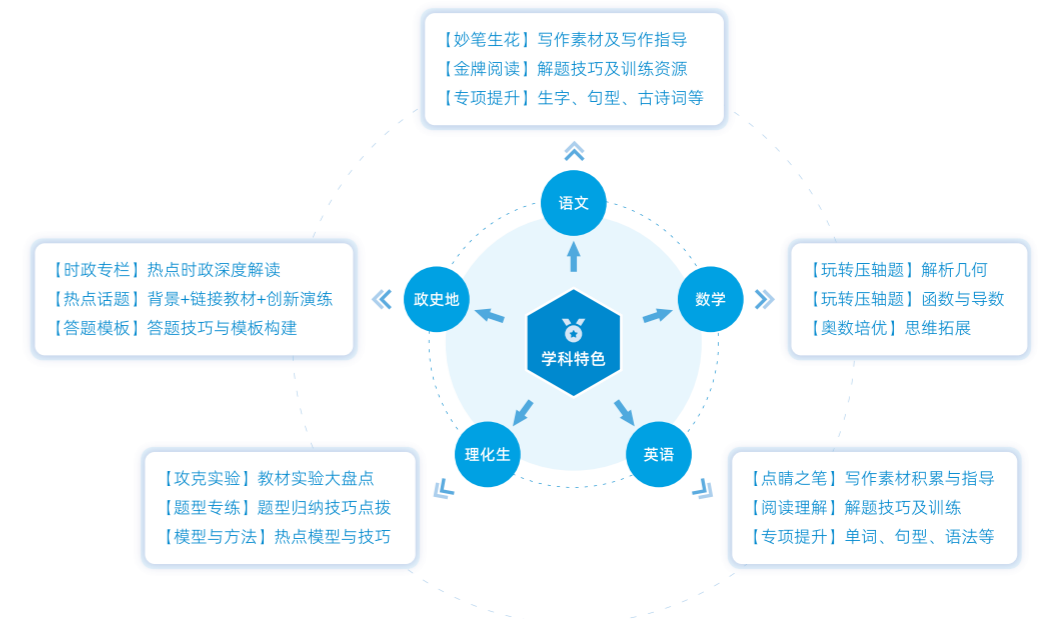 【妙笔生花】写作素材及写作指导
【金牌阅读】解题技巧及训练资源
【专项提升】生字、句型、古诗词等
语文
【时政专栏】热点时政深度解读
【热点话题】背景+链接教材+创新演练
【答题模板】答题技巧与模板构建
政史地
数学
【玩转压轴题】解析几何
【玩转压轴题】函数与导数
【奥数培优】思维拓展
学科特色
理化生
英语
【攻克实验】教材实验大盘点
【题型专练】题型归纳技巧点拨
【模型与方法】热点模型与技巧
【点睛之笔】写作素材积累与指导
【阅读理解】解题技巧及训练
【专项提升】单词、句型、语法等